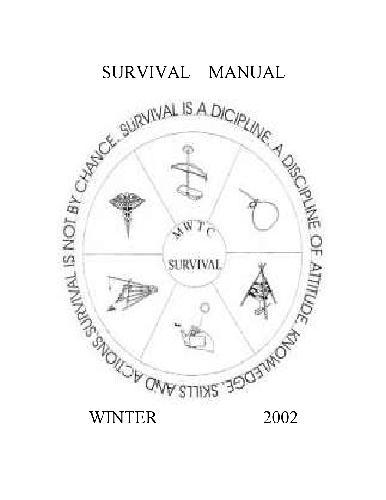 SURVIVAL MANUAL
SURVIVAL IS A DICIPLINE. A DISCIPLINE OF ATTITUDE, KNOWLEDGE, SKILLS AND ACTIONS.SURVIVAL IS NOT BY CHANCE.
MWTC
SURVIVAL
WINTER 2002